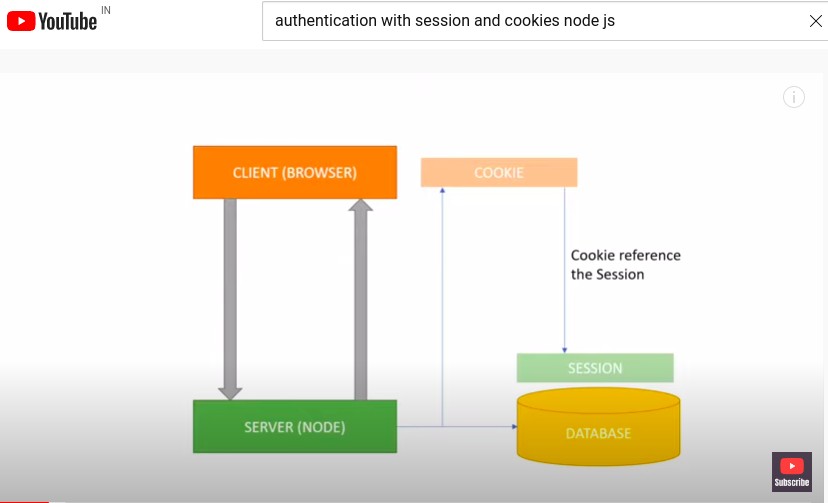 YouTube IN
authentication with session and cookies node js
CLIENT (BROWSER)
COOKIE
Cookie reference
the Session
SESSION
SERVER (NODE)
DATABASE
Subscribe